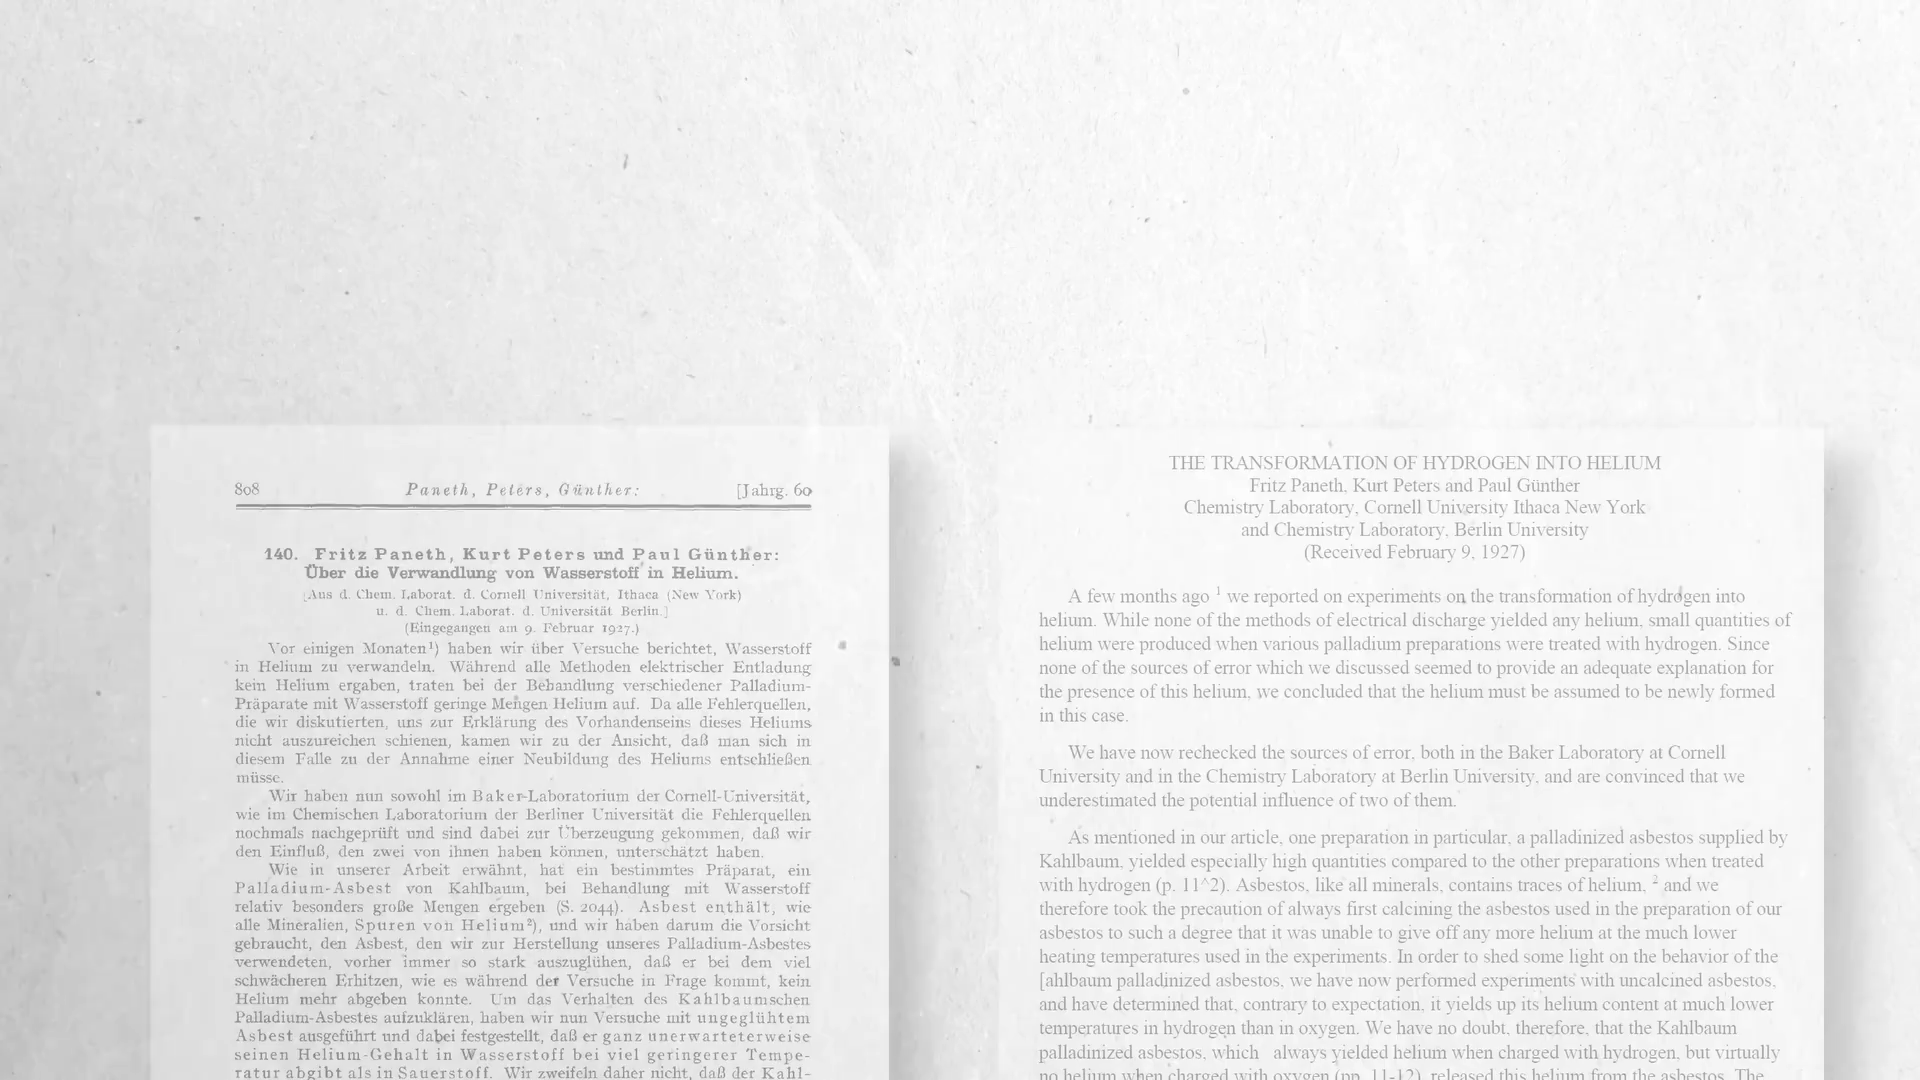 808 Paneth, Peters, Günther: [Jahrg. 60
140. Fritz Paneth, Kurt Peters und Paul Günther:
Über die Verwandlung von Wasserstoff in Helium.
[Aus d. Chem. Laborat. d. Cornell Universität, Ithaca (New York)
u. d. Chem. Laborat. d. Universität Berlin.]
(Eingegangen am 9. Februar 1927.)
Vor einigen Monaten¹) haben wir über Versuche berichtet, Wasserstoff
in Helium zu verwandeln. Während alle Methoden elektrischer Entladung
kein Helium ergaben, traten bei der Behandlung verschiedener Palladium-
Präparate mit Wasserstoff geringe Mengen Helium auf. Da alle Fehlerquellen,
die wir diskutierten, uns zur Erklärung des Vorhandenseins dieses Heliums
nicht auszureichen schienen, kamen wir zu der Ansicht, daß man sich in
diesem Falle zu der Annahme einer Neubildung des Heliums entschließen
müsse.
Wir haben nun sowohl im Baker-Laboratorium der Cornell-Universität,
wie im Chemischen Laboratorium der Berliner Universität die Fehlerquellen
nochmals nachgeprüft und sind dabei zur Überzeugung gekommen, daß wir
den Einfluß, den zwei von ihnen haben können, unterschätzt haben.
Wie in unserer Arbeit erwähnt, hat ein bestimmtes Präparat, ein
Palladium-Asbest von Kahlbaum, bei Behandlung mit Wasserstoff
relativ besonders große Mengen ergeben (S. 2044). Asbest enthält, wie
alle Mineralien, Spuren von Helium²), und wir haben darum die Vorsicht
gebraucht, den Asbest, den wir zur Herstellung unseres Palladium-Asbestes
verwendeten, vorher immer so stark auszuglühen, daß er bei dem viel
schwächeren Erhitzen, wie es während der Versuche in Frage kommt, kein
Helium mehr abgeben konnte. Um das Verhalten des Kahlbaumschen
Palladium-Asbestes aufzuklären, haben wir nun Versuche mit ungeglühtem
Asbest ausgeführt und dabei festgestellt, daß er ganz unerwarteterweise
seinen Helium-Gehalt in Wasserstoff bei viel geringerer Tempe-
ratur abgibt als in Sauerstoff. Wir zweifeln daher nicht, daß der Kahl-
THE TRANSFORMATION OF HYDROGEN INTO HELIUM
Fritz Paneth, Kurt Peters and Paul Günther
Chemistry Laboratory, Cornell University Ithaca New York
and Chemistry Laboratory, Berlin University
(Received February 9, 1927)
A few months ago ¹ we reported on experiments on the transformation of hydrogen into
helium. While none of the methods of electrical discharge yielded any helium, small quantities of
helium were produced when various palladium preparations were treated with hydrogen. Since
none of the sources of error which we discussed seemed to provide an adequate explanation for
the presence of this helium, we concluded that the helium must be assumed to be newly formed
in this case.
We have now rechecked the sources of error, both in the Baker Laboratory at Cornell
University and in the Chemistry Laboratory at Berlin University, and are convinced that we
underestimated the potential influence of two of them.
As mentioned in our article, one preparation in particular, a palladinized asbestos supplied by
Kahlbaum, yielded especially high quantities compared to the other preparations when treated
with hydrogen (p. 11^2). Asbestos, like all minerals, contains traces of helium, ² and we
therefore took the precaution of always first calcining the asbestos used in the preparation of our
asbestos to such a degree that it was unable to give off any more helium at the much lower
heating temperatures used in the experiments. In order to shed some light on the behavior of the
[ahlbaum palladinized asbestos, we have now performed experiments with uncalcined asbestos,
and have determined that, contrary to expectation, it yields up its helium content at much lower
temperatures in hydrogen than in oxygen. We have no doubt, therefore, that the Kahlbaum
palladinized asbestos, which always yielded helium when charged with hydrogen, but virtually
no helium when charged with oxygen (pp. 11-12), released this helium from the asbestos. The